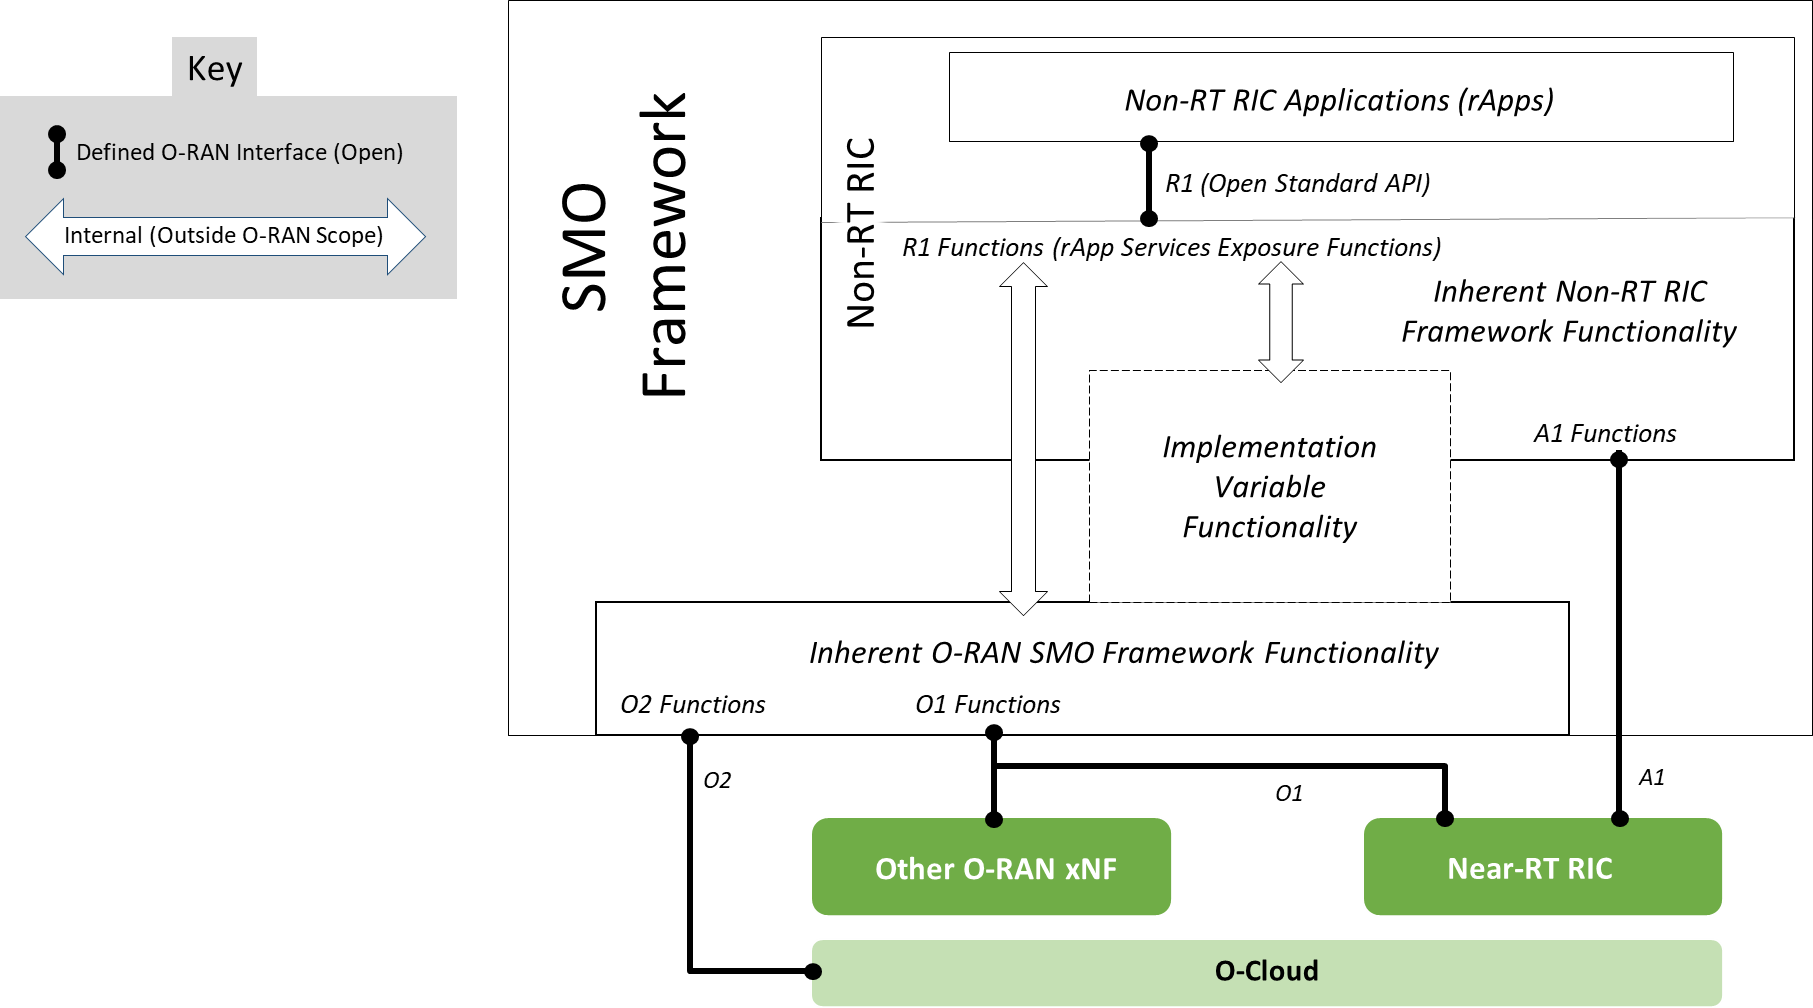 Key
Defined O-RAN Interface (Open)
Internal (Outside O-RAN Scope)
SMO
Framework
Non-RT RIC
Non-RT RIC Applications (rApps)
R1 (Open Standard API)
R1 Functions (rApp Services Exposure Functions)
Inherent Non-RT RIC
Framework Functionality
A1 Functions
Implementation
Variable
Functionality
Inherent O-RAN SMO Framework Functionality
O2 Functions
O1 Functions
O2
O1
A1
Other O-RAN xNF
Near-RT RIC
O-Cloud